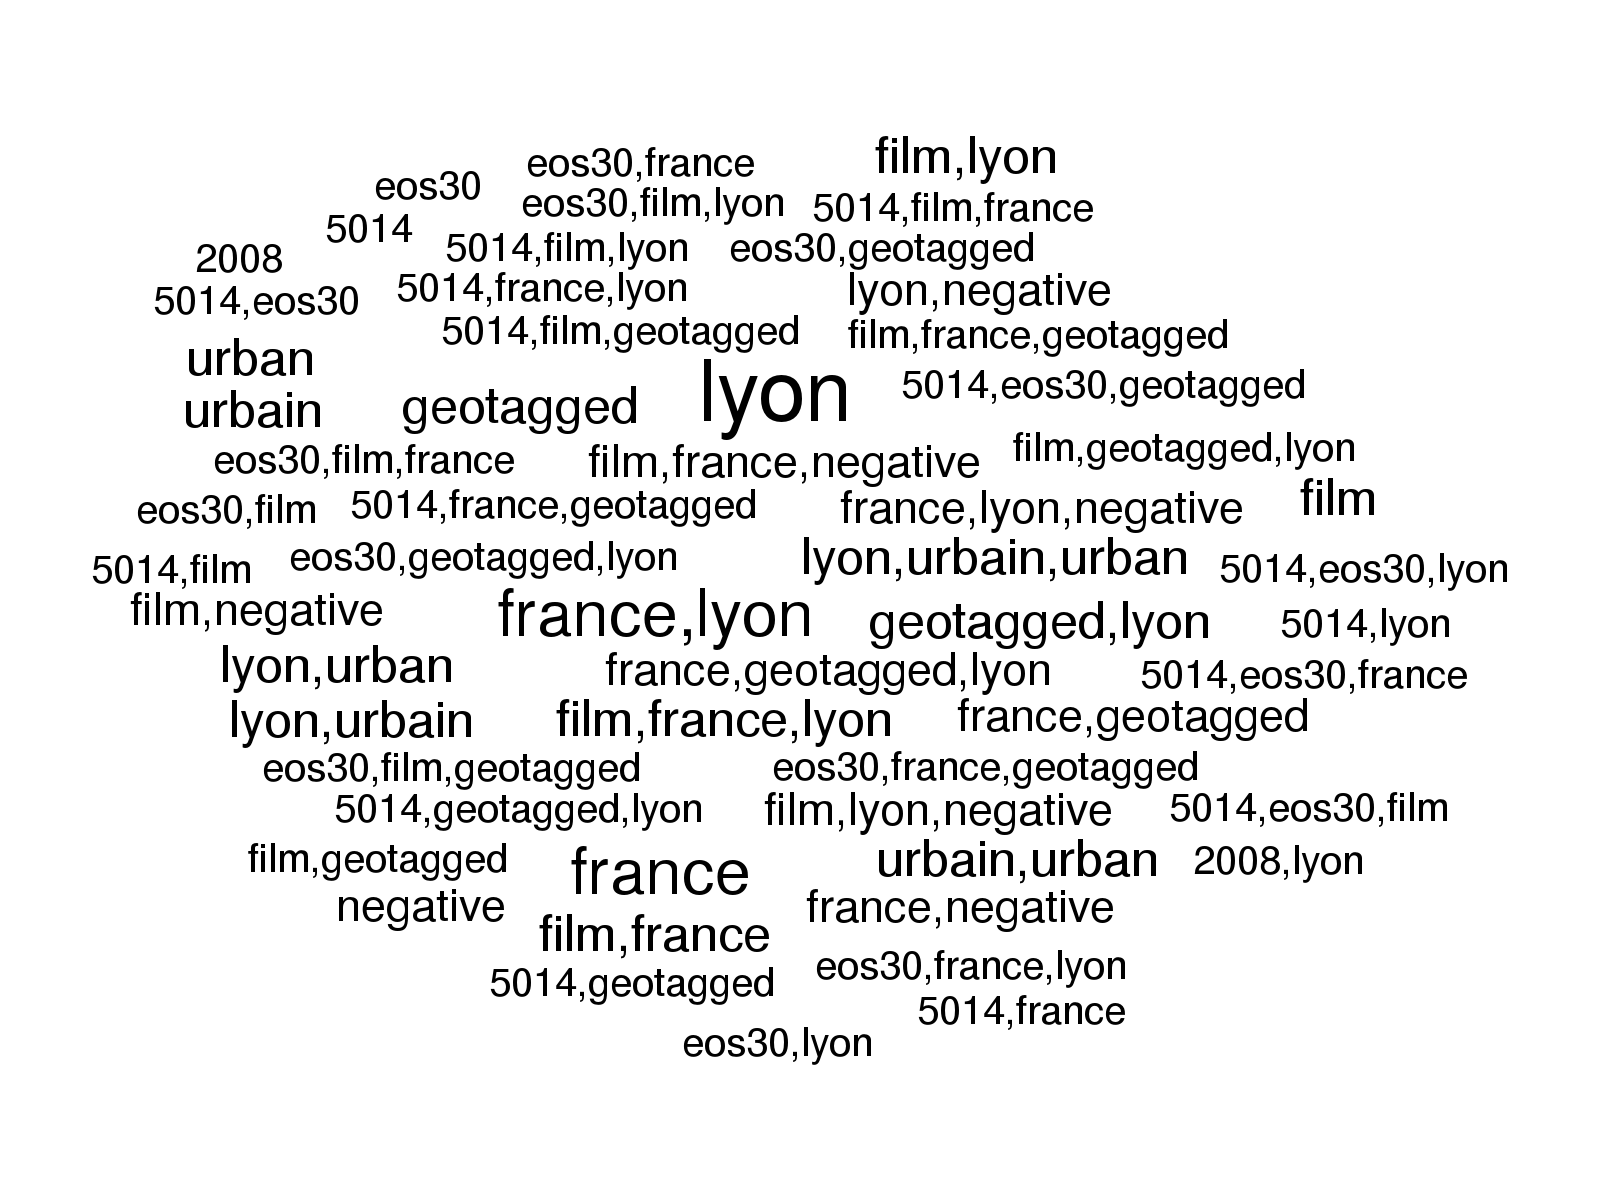 eos30,france film,lyon
eos30
eos30,film,lyon 5014,film,france
5014
5014,film,lyon eos30,geotagged
2008
5014,eos30 5014,france,lyon lyon,negative
5014,film,geotagged film,france,geotagged
urban
lyon 5014,eos30,geotagged
urbain geotagged
eos30,film,france film,france,negative film,geotagged,lyon
eos30,film 5014,france,geotagged france,lyon,negative film
5014,film eos30,geotagged,lyon lyon,urbain,urban 5014,eos30,lyon
film,negative france,lyon geotagged,lyon 5014,lyon
lyon,urban france,geotagged,lyon 5014,eos30,france
lyon,urbain film,france,lyon france,geotagged
eos30,film,geotagged eos30,france,geotagged
5014,geotagged,lyon film,lyon,negative 5014,eos30,film
film,geotagged france urbain,urban 2008,lyon
negative france,negative
film,france
5014,geotagged eos30,france,lyon
5014,france
eos30,lyon